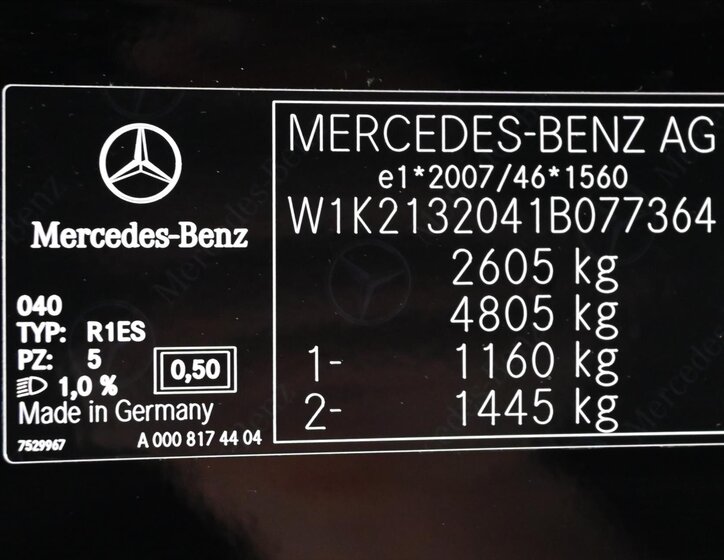 Mercedes-Benz
040
TYP: R1ES
PZ: 5
1,0 %
0,50
Made in Germany
7529967 A 000 817 44 04
MERCEDES-BENZ AG
e1*2007/46*1560
W1K2132041B077364
2605 kg
4805 kg
1- 1160 kg
2- 1445 kg